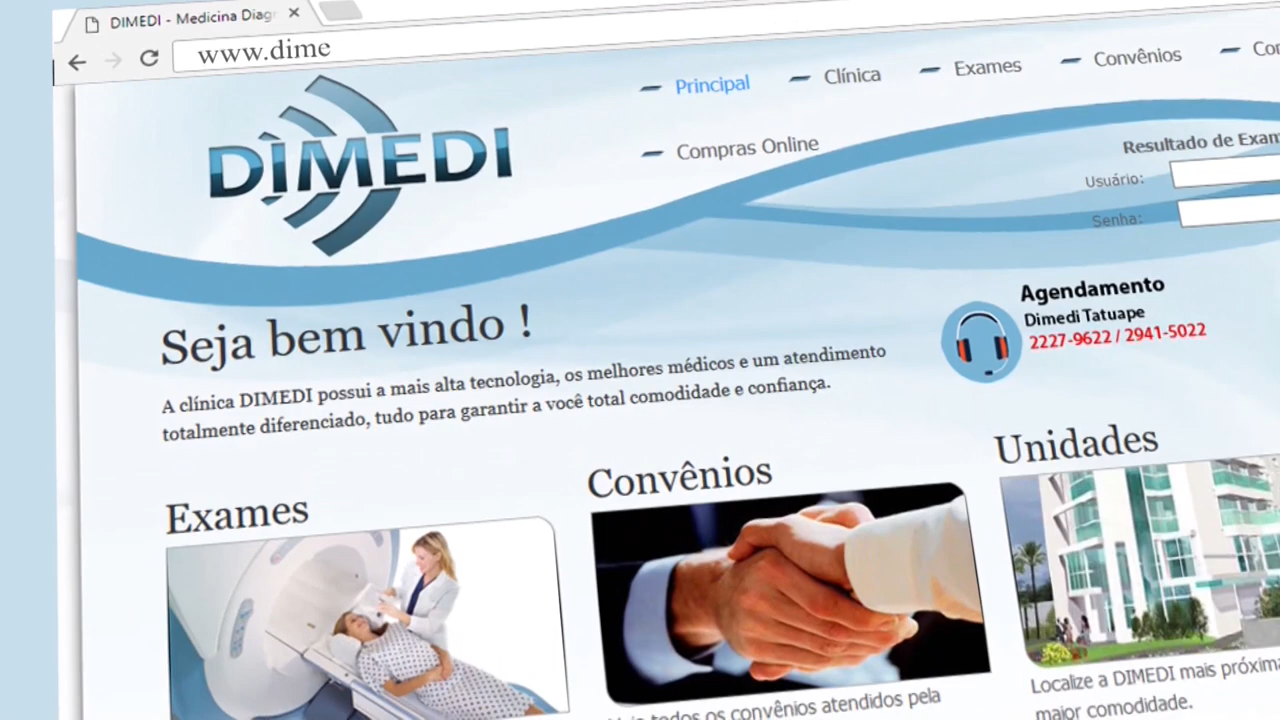 DIMEDI - Medicina Diag
www.dime
DIMEDI
Principal
Clínica
Exames
Convênios
Compras Online
Resultado de
Usuário:
Senha:
Seja bem vindo !
A clínica DIMEDI possui a mais alta tecnologia, os melhores médicos e um atendimento
totalmente diferenciado, tudo para garantir a você total comodidade e confiança.
Agendamento
Dimedi Tatuape
2227-9622 / 2941-5022
Exames
Convênios
Unidades
todos os convênios atendidos pela
Localize a DIMEDI mais
maior comodidade.